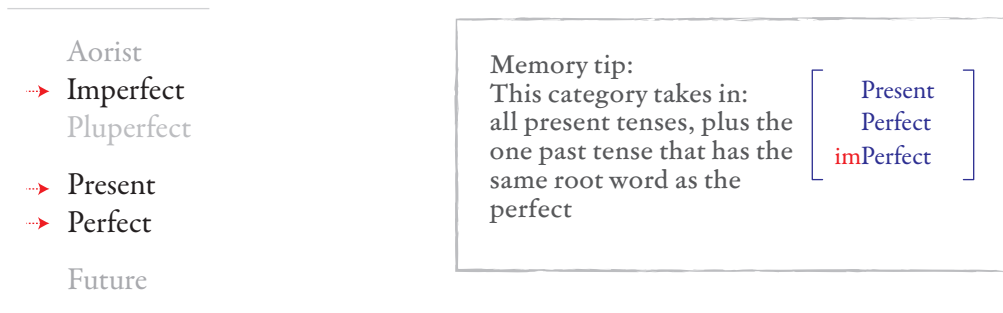 Aorist
Imperfect
Pluperfect
Present
Perfect
Future
Memory tip:
This category takes in:
all present tenses, plus the
one past tense that has the
same root word as the
perfect
Present
Perfect
imPerfect